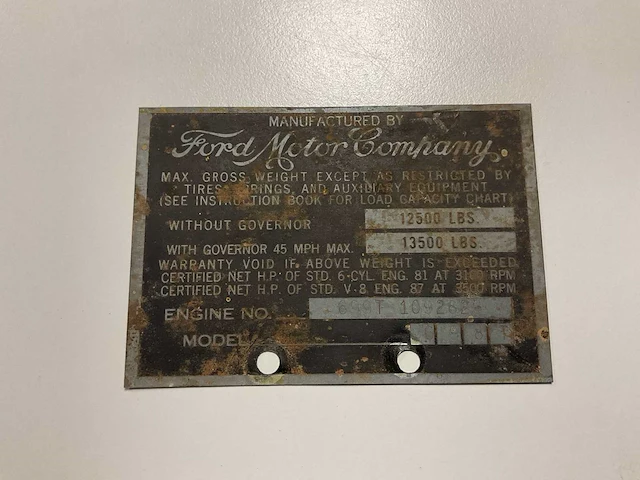 MANUFACTURED BY
Ford Motor Company.
MAX. GROSS WEIGHT EXCEPT AS RESTRICTED BY
TIRES, SPRINGS, AND AUXILIARY EQUIPMENT
(SEE INSTRUCTION BOOK FOR LOAD CAPACITY CHART)
WITHOUT GOVERNOR 12500 LBS.
WITH GOVERNOR 45 MPH MAX. 13500 LBS.
WARRANTY VOID IF ABOVE WEIGHT IS EXCEEDED
CERTIFIED NET H.P. OF STD. 6-CYL. ENG. 81 AT 3100 RPM
CERTIFIED NET H.P. OF STD. V-8 ENG. 87 AT 3500 RPM
ENGINE NO.
MODEL